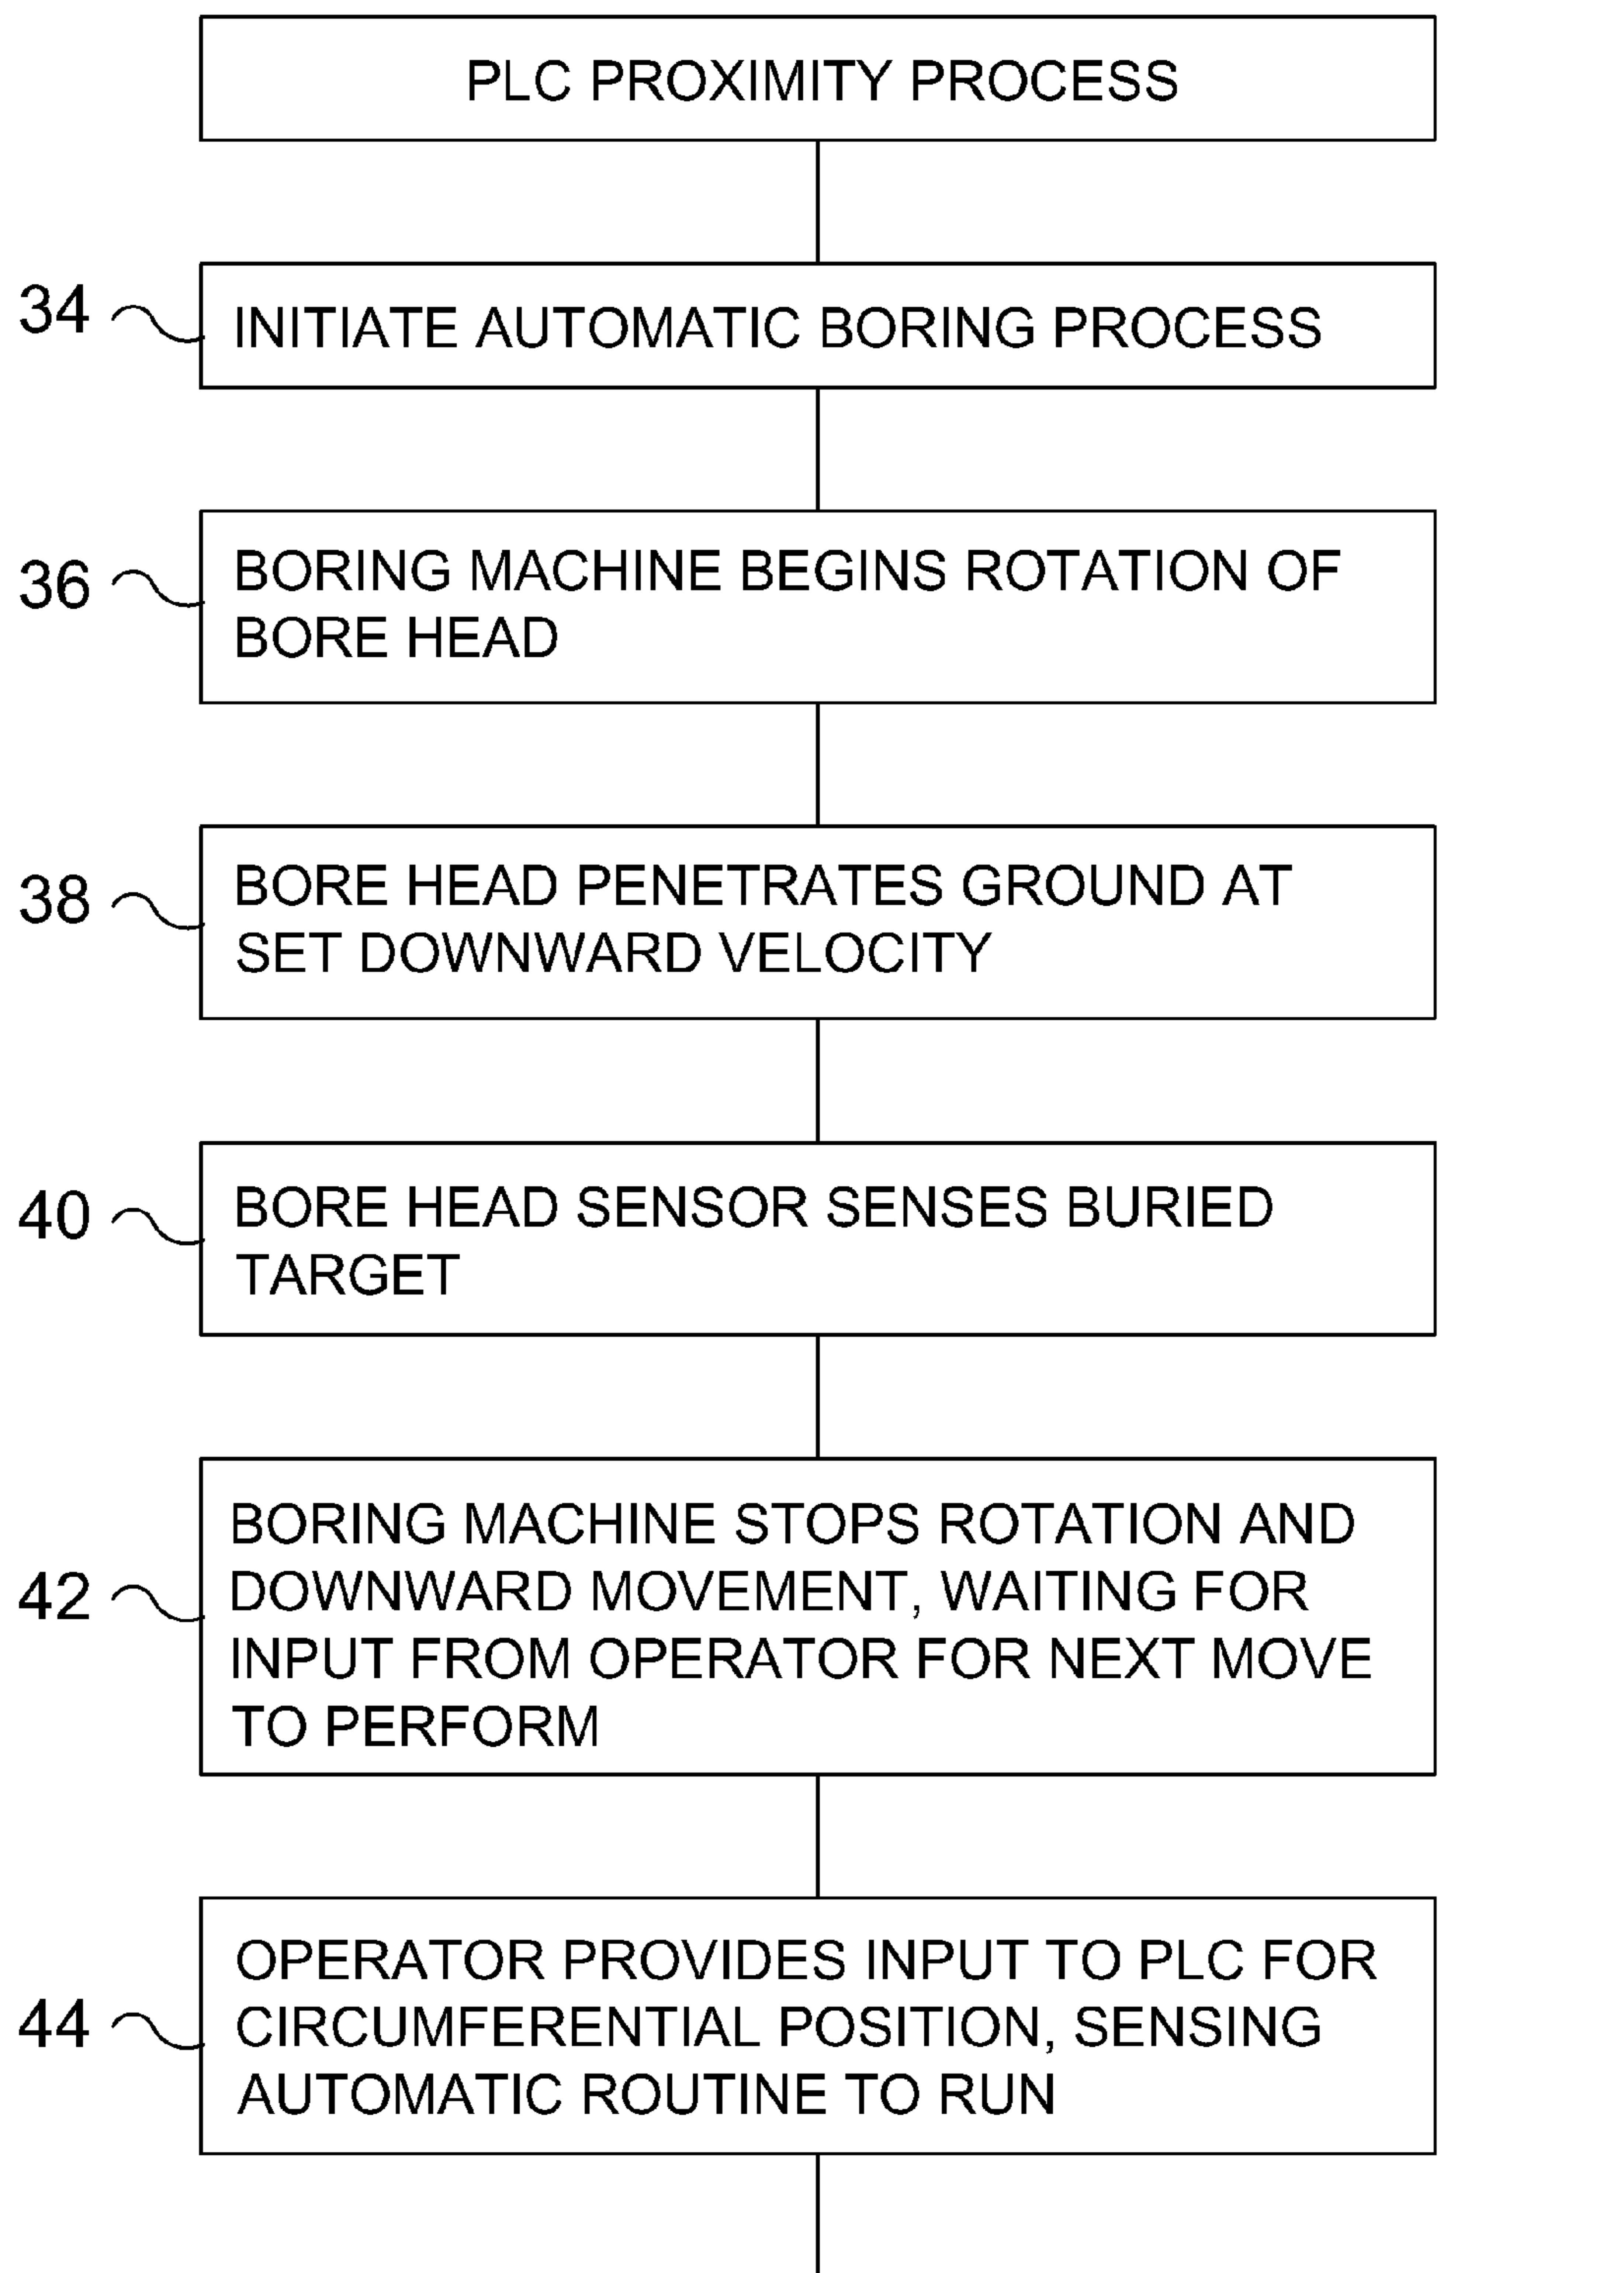 PLC PROXIMITY PROCESS
34
INITIATE AUTOMATIC BORING PROCESS
36
BORING MACHINE BEGINS ROTATION OF
BORE HEAD
38
BORE HEAD PENETRATES GROUND AT
SET DOWNWARD VELOCITY
40
BORE HEAD SENSOR SENSES BURIED
TARGET
42
BORING MACHINE STOPS ROTATION AND
DOWNWARD MOVEMENT, WAITING FOR
INPUT FROM OPERATOR FOR NEXT MOVE
TO PERFORM
44
OPERATOR PROVIDES INPUT TO PLC FOR
CIRCUMFERENTIAL POSITION, SENSING
AUTOMATIC ROUTINE TO RUN